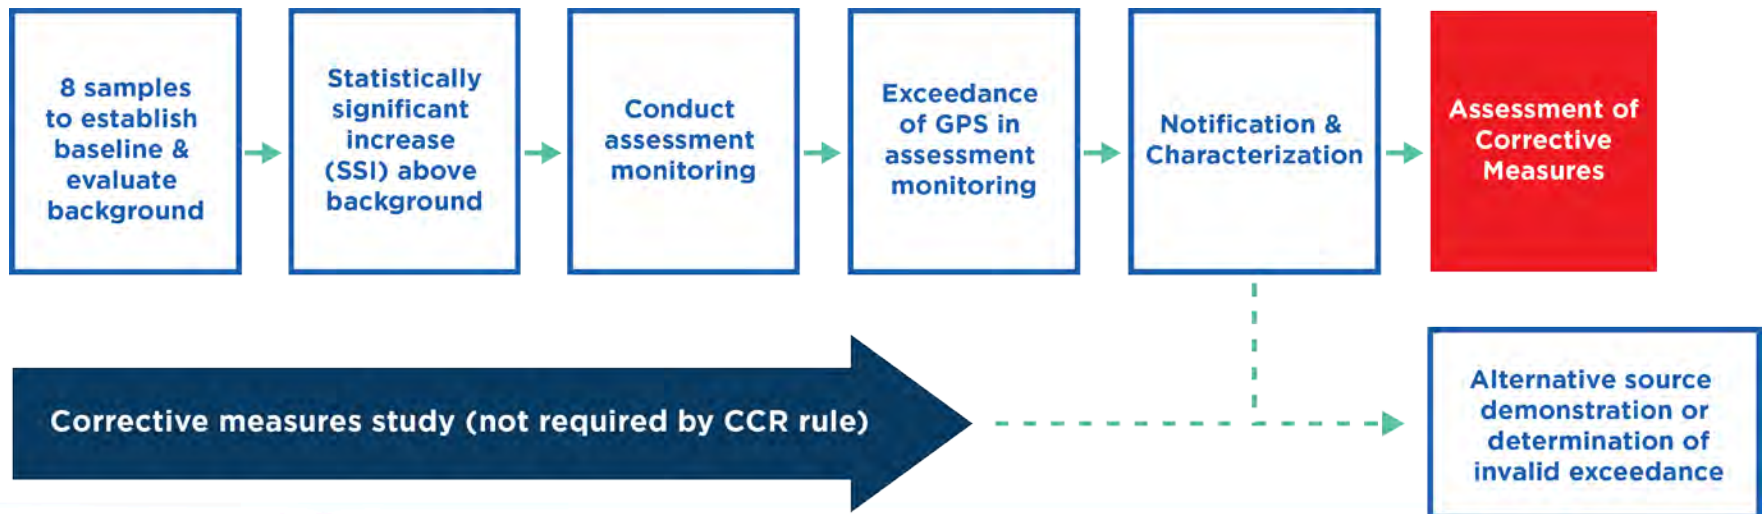 8 samples
to establish
baseline &
evaluate
background
Statistically
significant
increase
(SSI) above
background
Conduct
assessment
monitoring
Exceedance
of GPS in
assessment
monitoring
Notification &
Characterization
Assessment of
Corrective
Measures
Corrective measures study (not required by CCR rule)
Alternative source
demonstration or
determination of
invalid exceedance